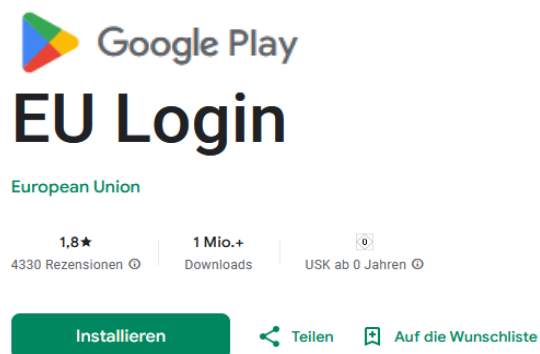 Google Play
EU Login
European Union
1,8★ 1 Mio.+ 0
4330 Rezensionen Downloads USK ab 0 Jahren
Installieren Teilen Auf die Wunschliste